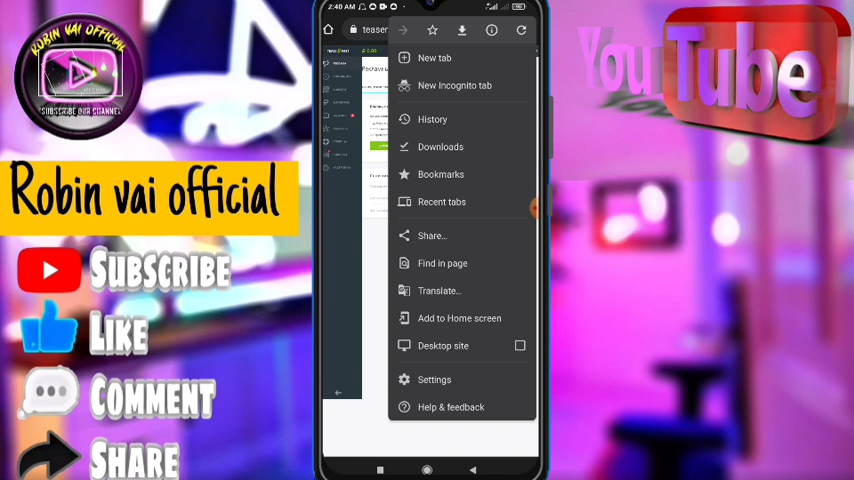 ROBIN VAI OFFICIAL
SUBSCRIBE OUR CHANNEL
Robin vai official
SUBSCRIBE
LIKE
COMMENT
SHARE
YouTube
2:40 AM
teaser
New tab
New Incognito tab
History
Downloads
Bookmarks
Recent tabs
Share...
Find in page
Translate...
Add to Home screen
Desktop site
Settings
Help & feedback